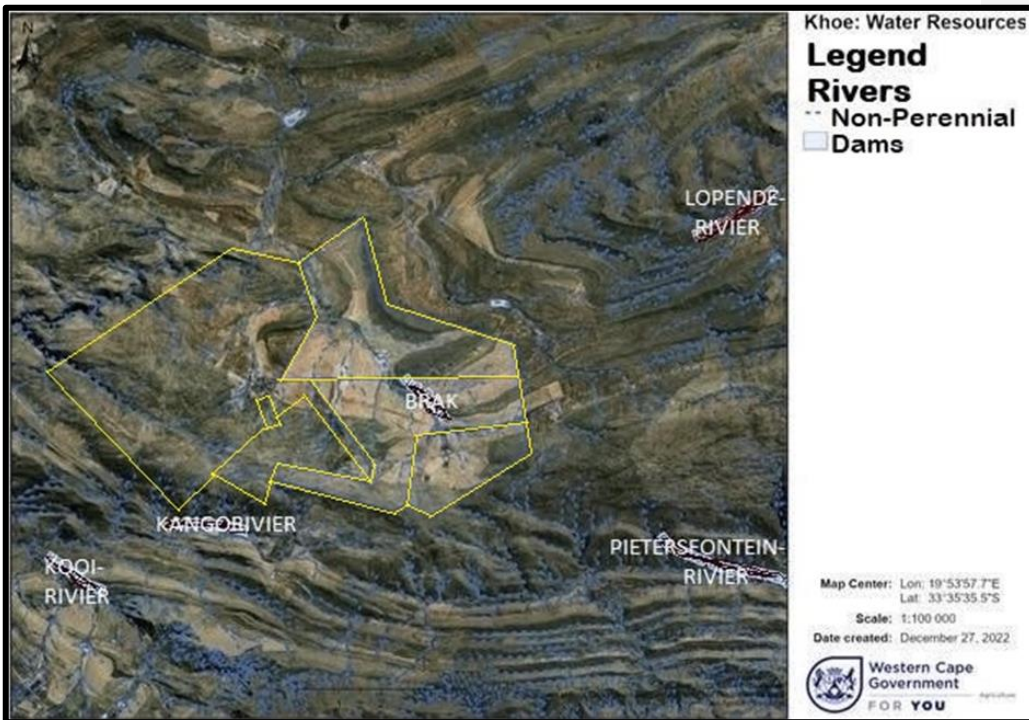 N
Khoe: Water Resources
Legend
Rivers
Non-Perennial
Dams
LOPENDE-
RIVIER
BRAK
KANGORIVIER
KOOI-
RIVIER
PIETERSFONTEIN-
RIVIER
Map Center: Lon: 19°53'57.7"E
Lat: 33°35'35.5"S
Scale: 1:100 000
Date created: December 27, 2022
Western Cape
Government
Agriculture
FOR YOU